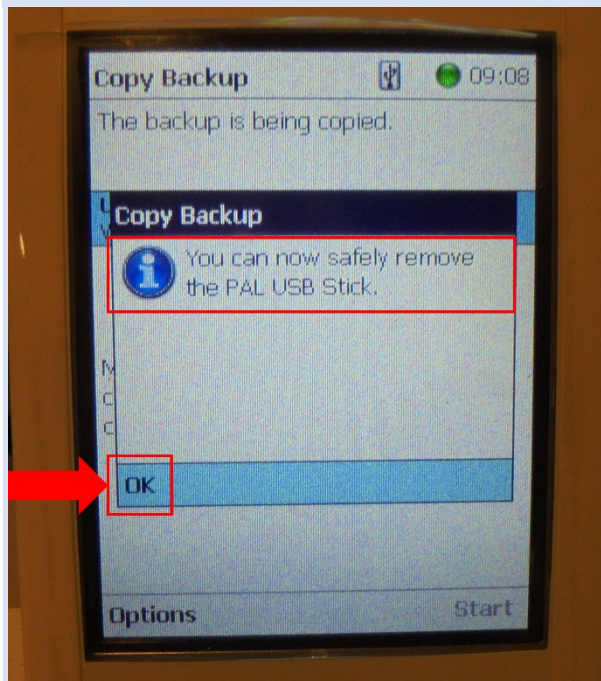 Copy Backup 09:08
The backup is being copied.
Copy Backup
You can now safely remove
the PAL USB Stick.
OK
Options Start